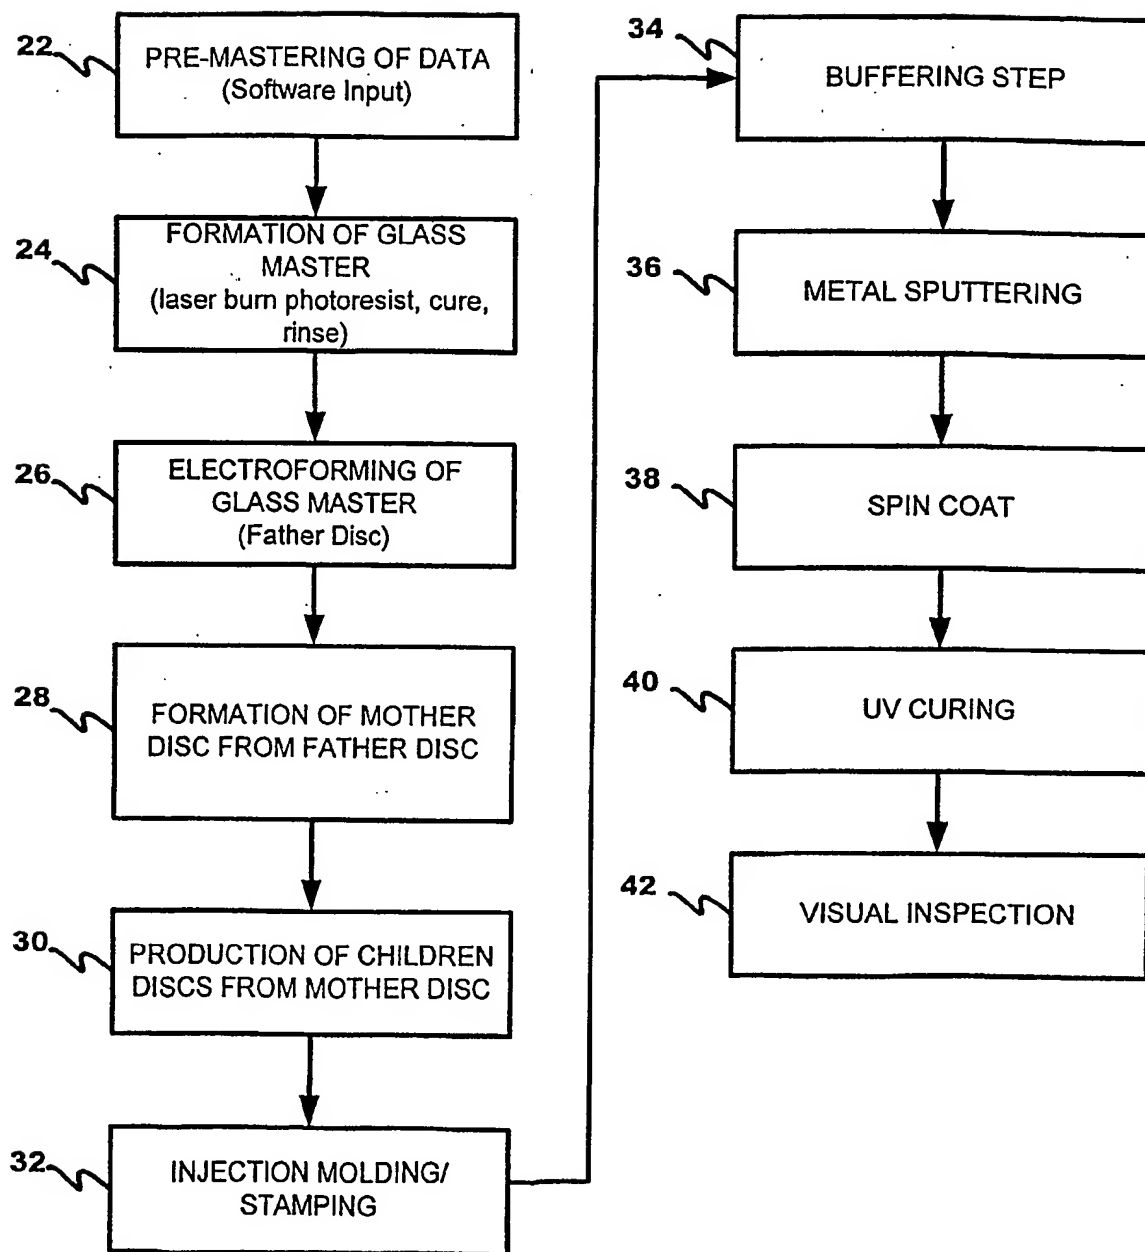 22
PRE-MASTERING OF DATA
(Software Input)
24
FORMATION OF GLASS
MASTER
(laser burn photoresist, cure,
rinse)
26
ELECTROFORMING OF
GLASS MASTER
(Father Disc)
28
FORMATION OF MOTHER
DISC FROM FATHER DISC
30
PRODUCTION OF CHILDREN
DISCS FROM MOTHER DISC
32
INJECTION MOLDING/
STAMPING
34
BUFFERING STEP
36
METAL SPUTTERING
38
SPIN COAT
40
UV CURING
42
VISUAL INSPECTION